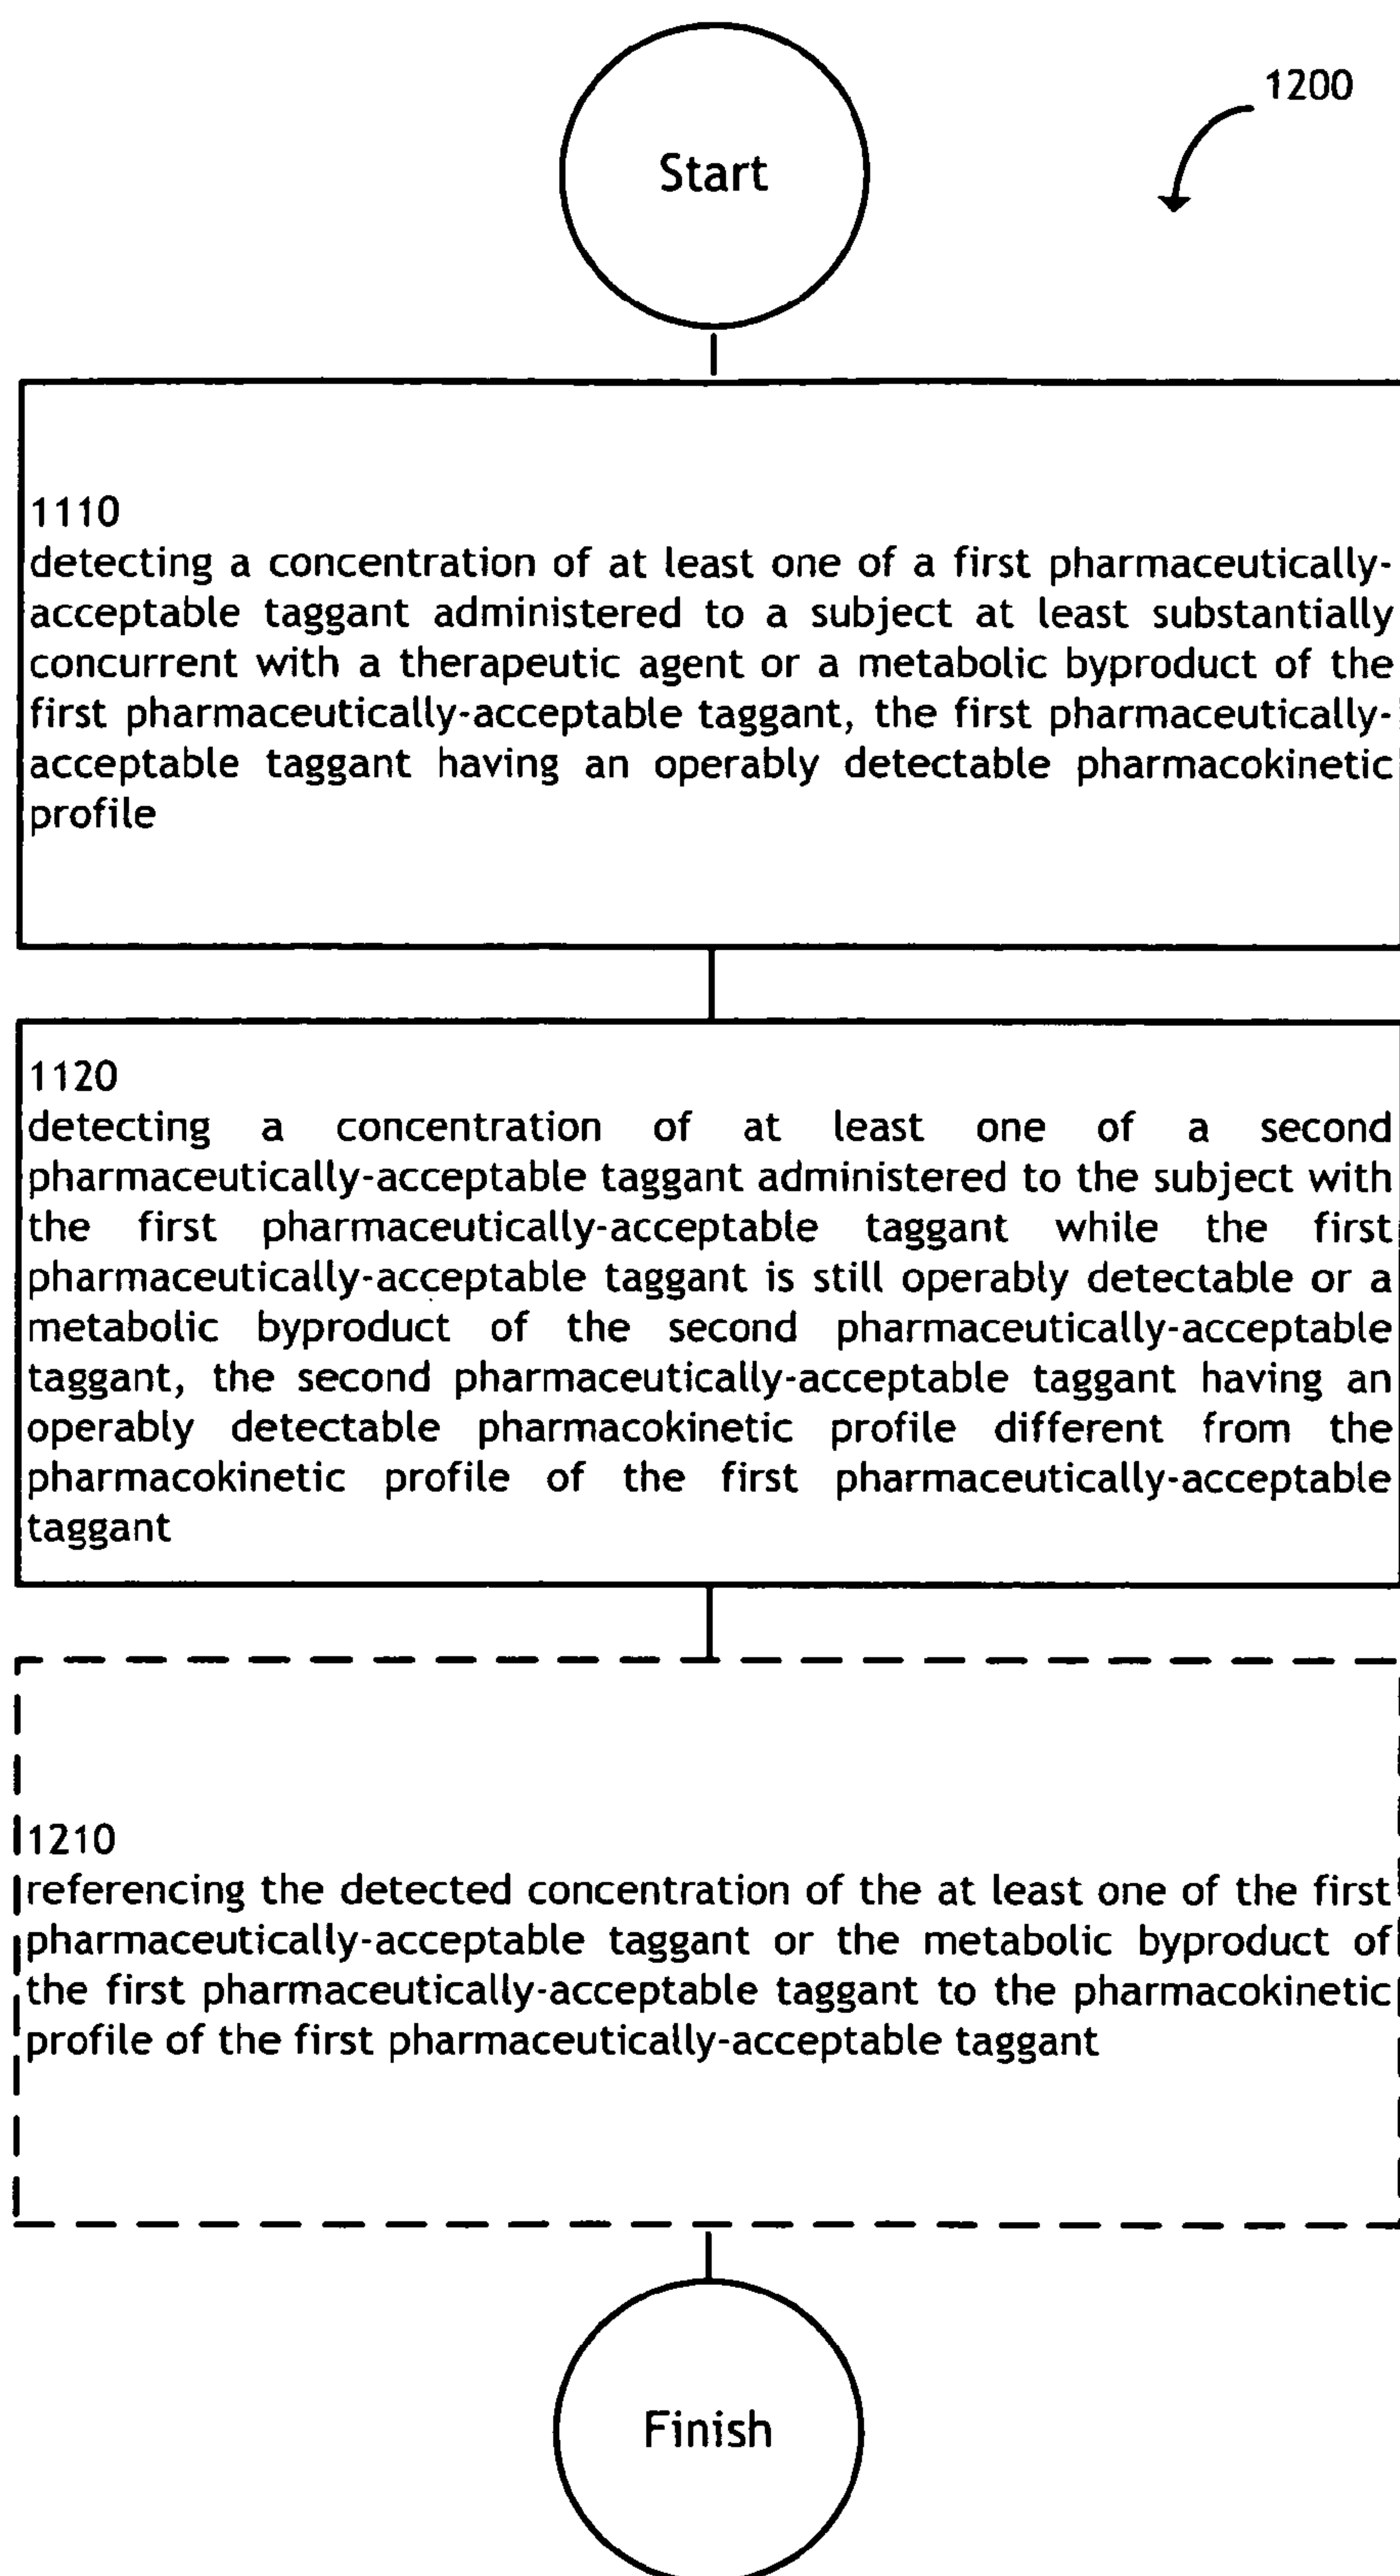 1200
Start
1110
detecting a concentration of at least one of a first pharmaceutically-
acceptable taggant administered to a subject at least substantially
concurrent with a therapeutic agent or a metabolic byproduct of the
first pharmaceutically-acceptable taggant, the first pharmaceutically-
acceptable taggant having an operably detectable pharmacokinetic
profile
1120
detecting a concentration of at least one of a second
pharmaceutically-acceptable taggant administered to the subject with
the first pharmaceutically-acceptable taggant while the first
pharmaceutically-acceptable taggant is still operably detectable or a
metabolic byproduct of the second pharmaceutically-acceptable
taggant, the second pharmaceutically-acceptable taggant having an
operably detectable pharmacokinetic profile different from the
pharmacokinetic profile of the first pharmaceutically-acceptable
taggant
1210
referencing the detected concentration of the at least one of the first
pharmaceutically-acceptable taggant or the metabolic byproduct of
the first pharmaceutically-acceptable taggant to the pharmacokinetic
profile of the first pharmaceutically-acceptable taggant
Finish